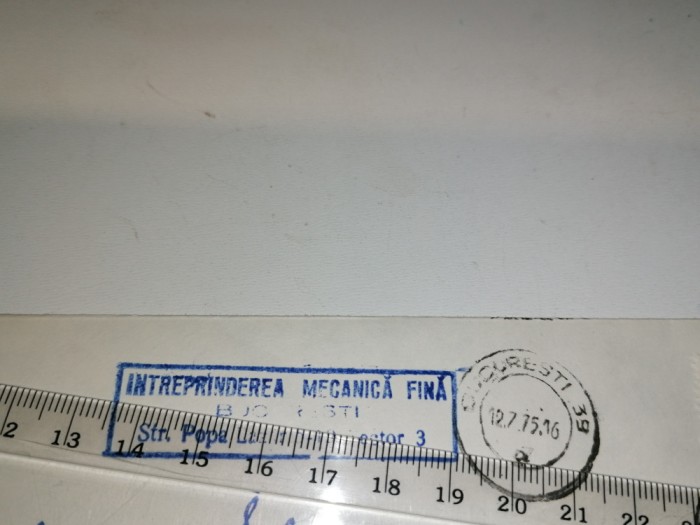 INTREPRINDEREA MECANICĂ FINĂ
Str. Popa 3
BUCURESTI 39
12.7.75.16
12 13 14 15 16 17 18 19 20 21 22